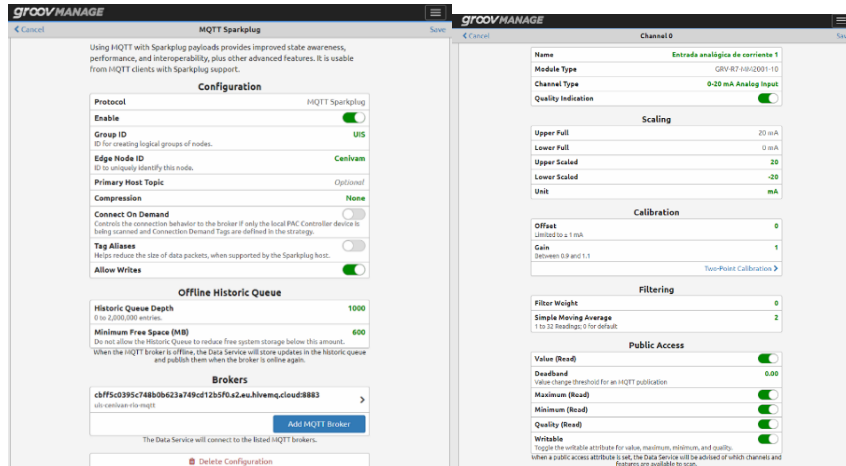 groov MANAGE
Cancel MQTT Sparkplug Save
Using MQTT with Sparkplug payloads provides improved state awareness,
performance, and interoperability, plus other advanced features. It is usable
from MQTT clients with Sparkplug support.
Configuration
Protocol MQTT Sparkplug
Enable
Group ID UIS
ID for creating logical groups of nodes.
Edge Node ID Cenivam
ID to uniquely identify this node.
Primary Host Topic Optional
Compression None
Connect On Demand
Controls the connection behavior to the broker if only the local PAC Controller device is
being scanned and Connection Demand Tags are defined in the strategy.
Tag Aliases
Helps reduce the size of data packets, when supported by the Sparkplug host.
Allow Writes
Offline Historic Queue
Historic Queue Depth 1000
0 to 2,000,000 entries.
Minimum Free Space (MB) 600
Do not allow the Historic Queue to reduce free system storage below this amount.
When the MQTT broker is offline, the Data Service will store updates in the historic queue
and publish them when the broker is online again.
Brokers
cbff5c0395c748b0b623a749cd12b5f0.s2.eu.hivemq.cloud:8883
uis-cenivan-rio-mqtt
Add MQTT Broker
The Data Service will connect to the listed MQTT brokers.
Delete Configuration
groov MANAGE
Cancel Channel 0 Sav
Name Entrada analógica de corriente 1
Module Type GRV-R7-MM2001-10
Channel Type 0-20 mA Analog Input
Quality Indication
Scaling
Upper Full 20 mA
Lower Full 0 mA
Upper Scaled 20
Lower Scaled -20
Unit mA
Calibration
Offset 0
Limited to ± 1 mA
Gain 1
Between 0.9 and 1.1
Two-Point Calibration
Filtering
Filter Weight 0
Simple Moving Average 2
1 to 32 Readings; 0 for default
Public Access
Value (Read)
Deadband 0.00
Value change threshold for an MQTT publication
Maximum (Read)
Minimum (Read)
Quality (Read)
Writable
Toggle the writable attribute for value, maximum, minimum, and quality.
When a public access attribute is set, the Data Service will be advised of which channels and
features are available to scan.